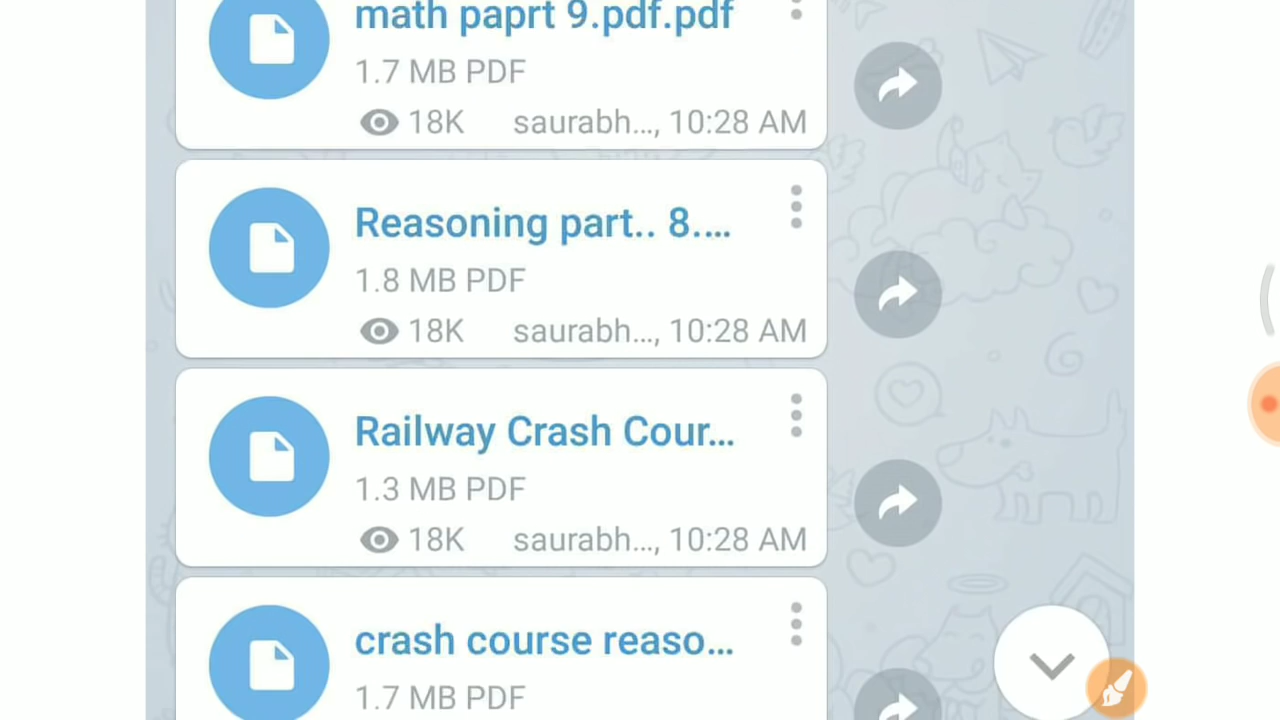 math paprt 9.pdf.pdf
1.7 MB PDF
18K saurabh..., 10:28 AM
Reasoning part.. 8....
1.8 MB PDF
18K saurabh..., 10:28 AM
Railway Crash Cour...
1.3 MB PDF
18K saurabh..., 10:28 AM
crash course reaso...
1.7 MB PDF